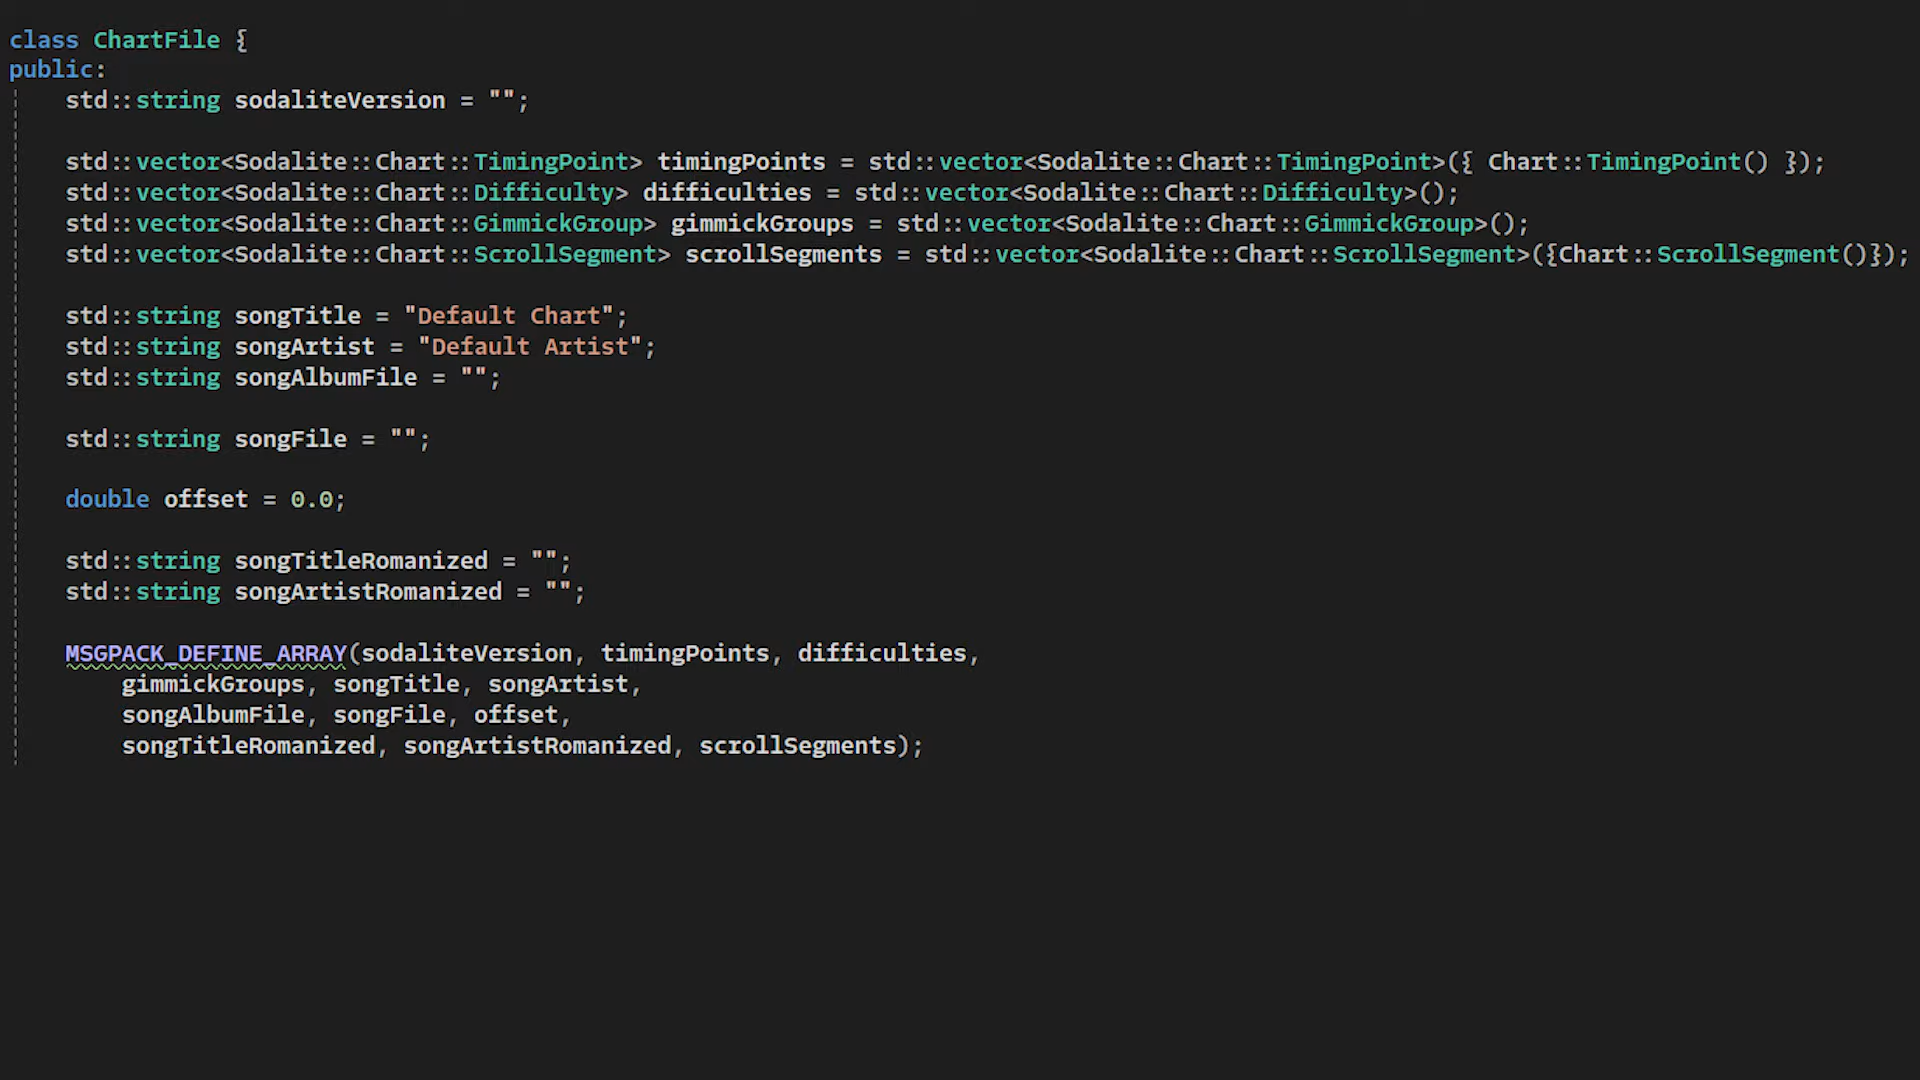 class ChartFile {
public:
    std::string sodaliteVersion = "";
    std::vector<Sodalite::Chart::TimingPoint> timingPoints = std::vector<Sodalite::Chart::TimingPoint>({ Chart::TimingPoint() });
    std::vector<Sodalite::Chart::Difficulty> difficulties = std::vector<Sodalite::Chart::Difficulty>();
    std::vector<Sodalite::Chart::GimmickGroup> gimmickGroups = std::vector<Sodalite::Chart::GimmickGroup>();
    std::vector<Sodalite::Chart::ScrollSegment> scrollSegments = std::vector<Sodalite::Chart::ScrollSegment>({Chart::ScrollSegment()});
    std::string songTitle = "Default Chart";
    std::string songArtist = "Default Artist";
    std::string songAlbumFile = "";
    std::string songFile = "";
    double offset = 0.0;
    std::string songTitleRomanized = "";
    std::string songArtistRomanized = "";
    MSGPACK_DEFINE_ARRAY(sodaliteVersion, timingPoints, difficulties,
        gimmickGroups, songTitle, songArtist,
        songAlbumFile, songFile, offset,
        songTitleRomanized, songArtistRomanized, scrollSegments);